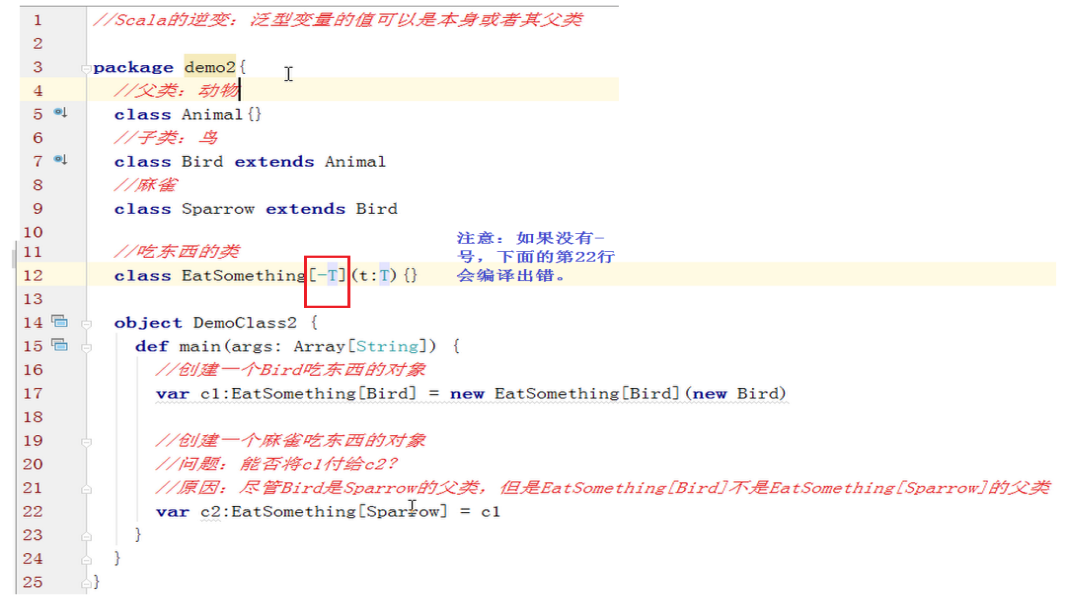 1 //Scala的逆变：泛型变量的值可以是本身或者其父类
2
3 package demo2{
4 //父类：动物
5 class Animal{}
6 //子类：鸟
7 class Bird extends Animal
8 //麻雀
9 class Sparrow extends Bird
10
11 //吃东西的类
12 class EatSomething[-T](t:T){}
注意：如果没有-
号，下面的第22行
会编译出错。
13
14 object DemoClass2 {
15 def main(args: Array[String]) {
16 //创建一个Bird吃东西的对象
17 var c1:EatSomething[Bird] = new EatSomething[Bird](new Bird)
18
19 //创建一个麻雀吃东西的对象
20 //问题：能否将c1付给c2？
21 //原因：尽管Bird是Sparrow的父类，但是EatSomething[Bird]不是EatSomething[Sparrow]的父类
22 var c2:EatSomething[Sparrow] = c1
23 }
24 }
25 }